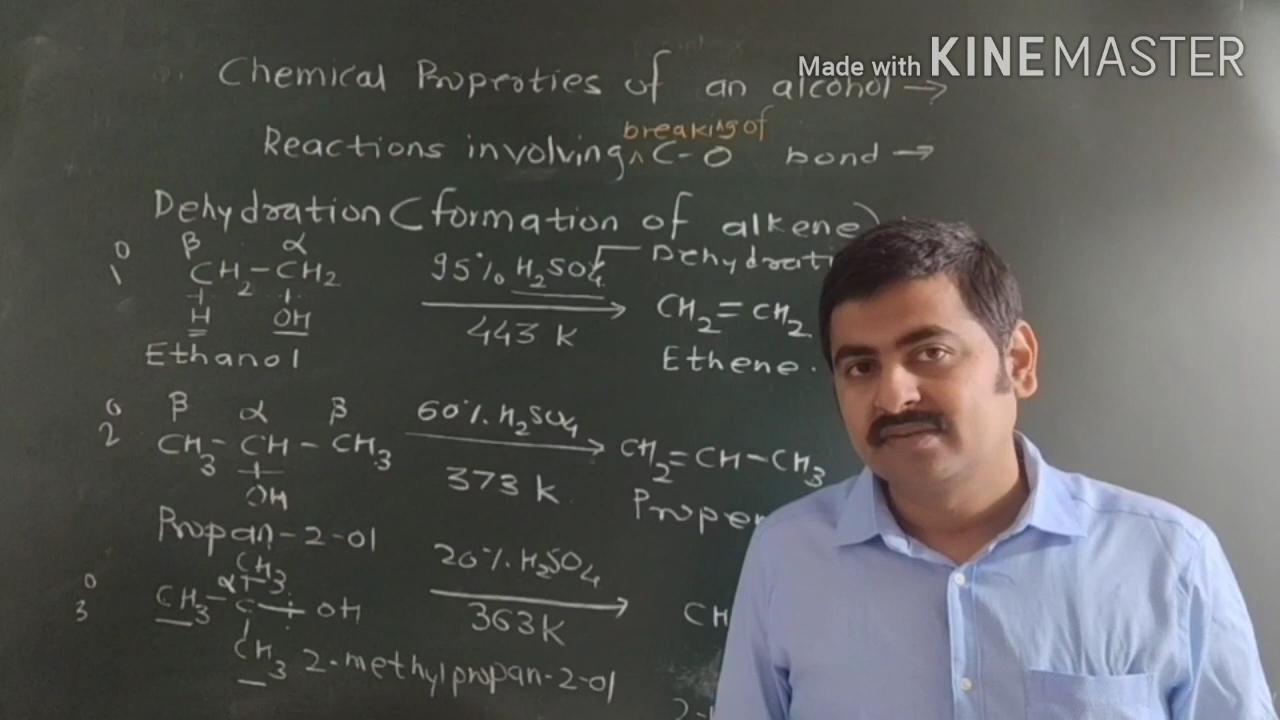 Made with KINEMASTER
Chemical Properties of an alcohol →
breaking of
Reactions involving ^ C-O bond →
Dehydration (formation of alkene)
1° β α
CH2-CH2 95% H2SO4 Dehydrati
H OH 443 K CH2=CH2
Ethanol Ethene.
2° β α β
CH3-CH-CH3 60% H2SO4 CH2=CH-CH3
OH 373 K
Propan-2-ol Propen
CH3
3° α 20% H2SO4
CH3-C-OH 363K CH
CH3 2-methylpropan-2-ol 2-